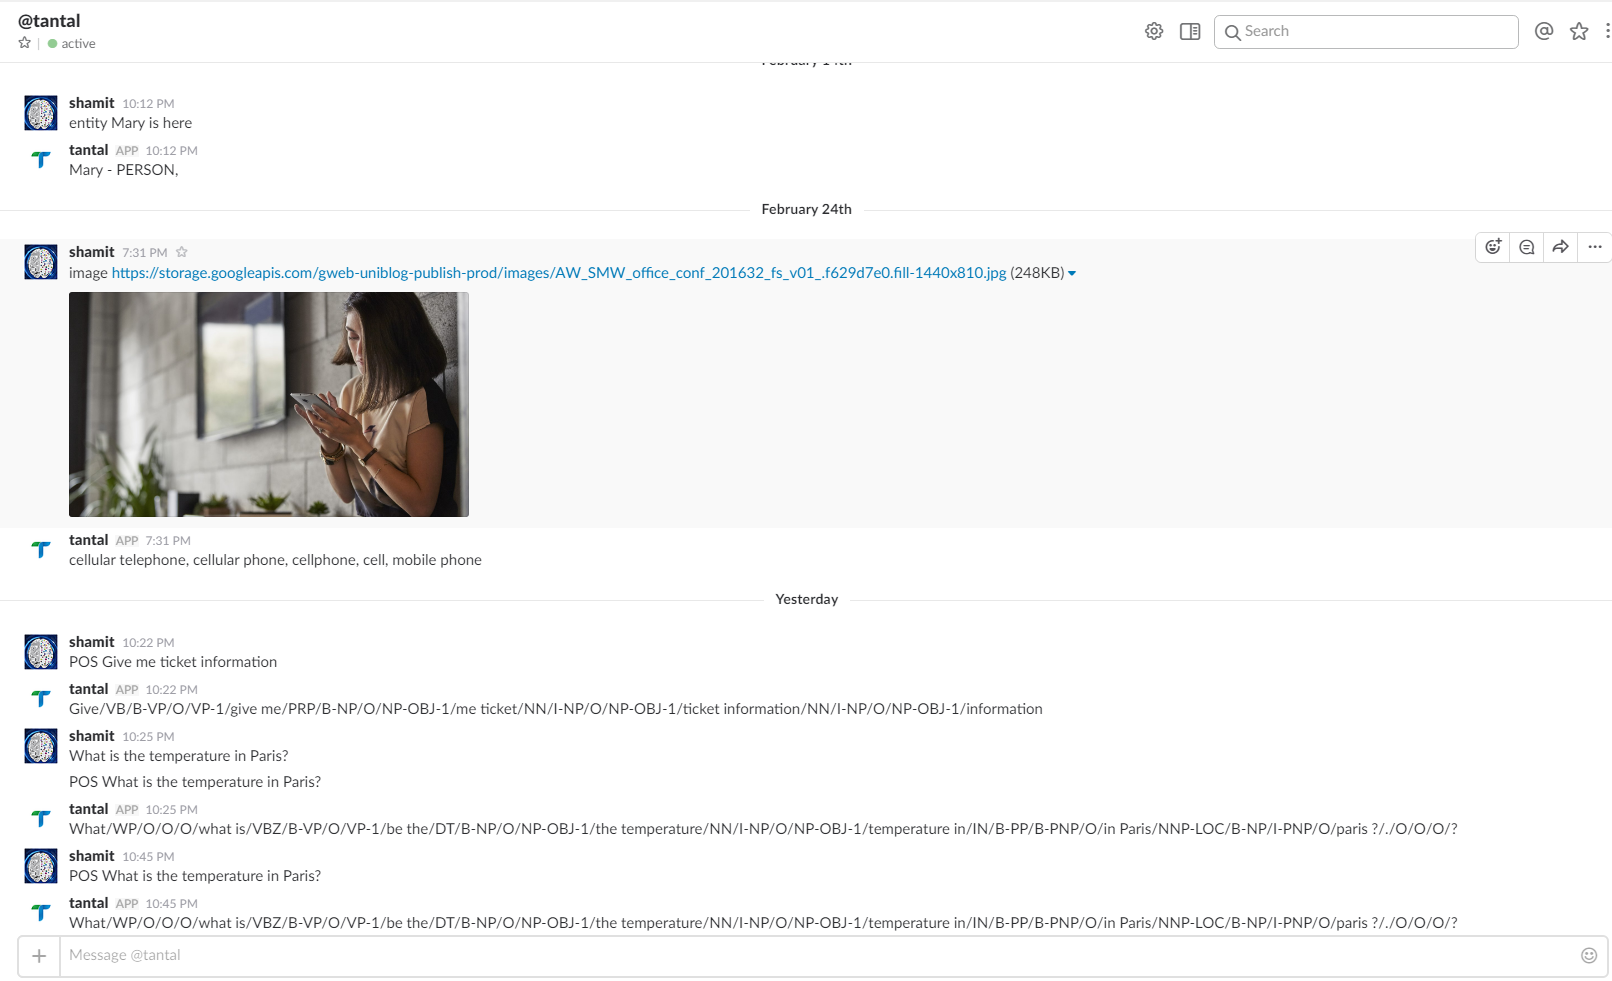 @tantal
active
Search
February 14th
shamit 10:12 PM
entity Mary is here
tantal APP 10:12 PM
Mary - PERSON,
February 24th
shamit 7:31 PM
image https://storage.googleapis.com/gweb-uniblog-publish-prod/images/AW_SMW_office_conf_201632_fs_v01_.f629d7e0.fill-1440x810.jpg (248KB)
tantal APP 7:31 PM
cellular telephone, cellular phone, cellphone, cell, mobile phone
Yesterday
shamit 10:22 PM
POS Give me ticket information
tantal APP 10:22 PM
Give/VB/B-VP/O/VP-1/give me/PRP/B-NP/O/NP-OBJ-1/me ticket/NN/I-NP/O/NP-OBJ-1/ticket information/NN/I-NP/O/NP-OBJ-1/information
shamit 10:25 PM
What is the temperature in Paris?
POS What is the temperature in Paris?
tantal APP 10:25 PM
What/WP/O/O/O/what is/VBZ/B-VP/O/VP-1/be the/DT/B-NP/O/NP-OBJ-1/the temperature/NN/I-NP/O/NP-OBJ-1/temperature in/IN/B-PP/B-PNP/O/in Paris/NNP-LOC/B-NP/I-PNP/O/paris ?/./O/O/O/?
shamit 10:45 PM
POS What is the temperature in Paris?
tantal APP 10:45 PM
What/WP/O/O/O/what is/VBZ/B-VP/O/VP-1/be the/DT/B-NP/O/NP-OBJ-1/the temperature/NN/I-NP/O/NP-OBJ-1/temperature in/IN/B-PP/B-PNP/O/in Paris/NNP-LOC/B-NP/I-PNP/O/paris ?/./O/O/O/?
Message @tantal